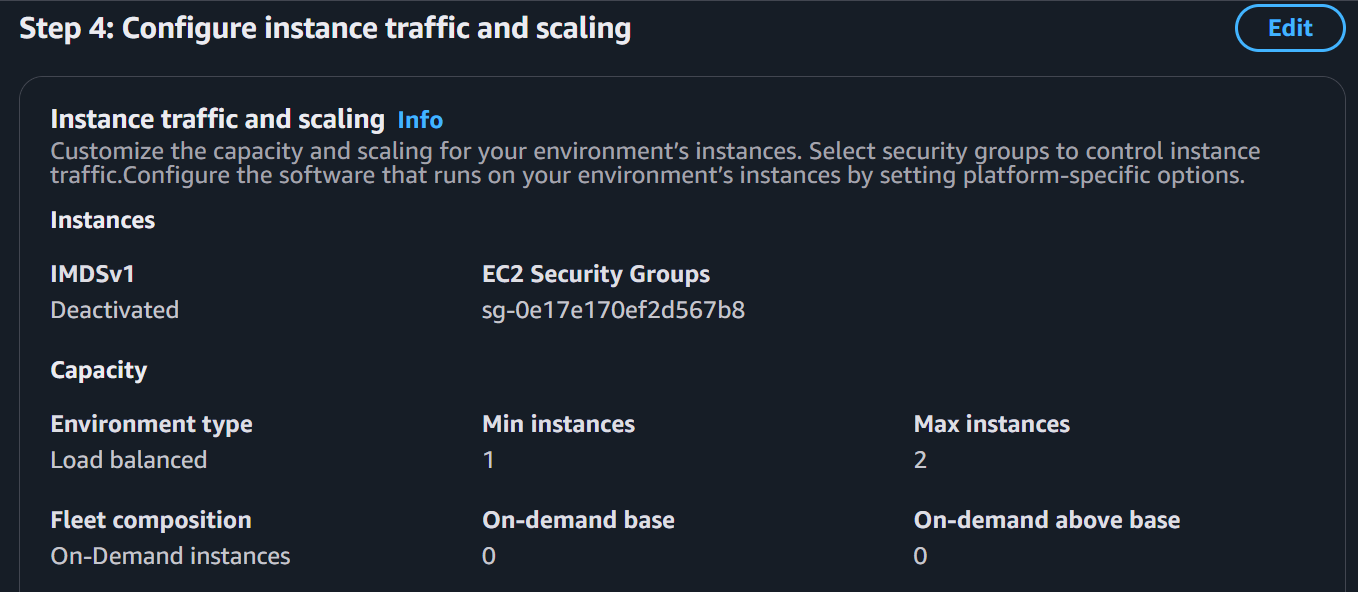 Step 4: Configure instance traffic and scaling
Edit
Instance traffic and scaling Info
Customize the capacity and scaling for your environment’s instances. Select security groups to control instance
traffic.Configure the software that runs on your environment’s instances by setting platform-specific options.
Instances
IMDSv1
EC2 Security Groups
Deactivated
sg-0e17e170ef2d567b8
Capacity
Environment type
Min instances
Max instances
Load balanced
1
2
Fleet composition
On-demand base
On-demand above base
On-Demand instances
0
0